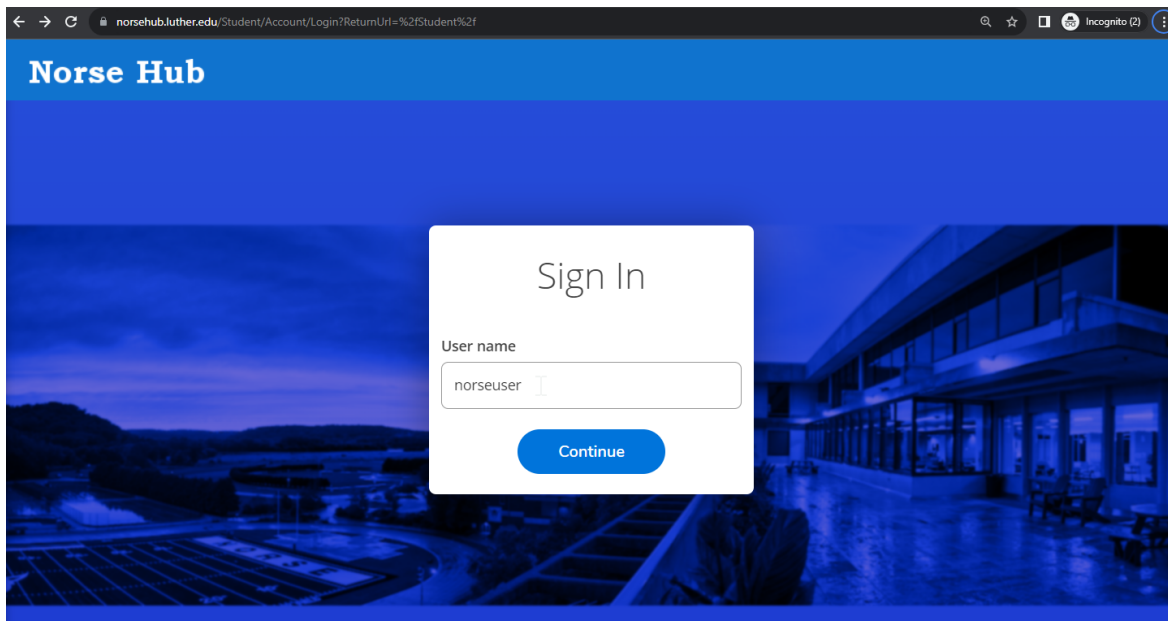 norsehub.luther.edu/Student/Account/Login?ReturnUrl=%2fStudent%2f
Incognito (2)
Norse Hub
Sign In
User name
norseuser
Continue